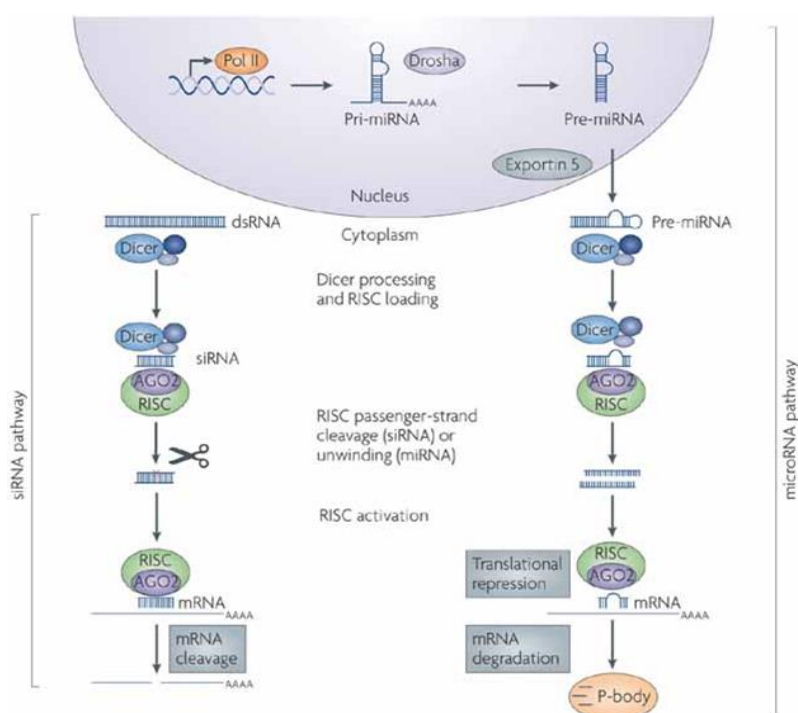 Pol II
Drosha
AAAA
Pri-miRNA
Pre-miRNA
Exportin 5
Nucleus
dsRNA
Cytoplasm
Pre-miRNA
Dicer
Dicer
Dicer processing
and RISC loading
Dicer
Dicer
siRNA
AGO2
RISC
AGO2
RISC
siRNA pathway
microRNA pathway
RISC passenger-strand
cleavage (siRNA) or
unwinding (miRNA)
RISC activation
RISC
AGO2
mRNA
AAAA
Translational
repression
RISC
AGO2
mRNA
AAAA
mRNA
cleavage
AAAA
mRNA
degradation
P-body